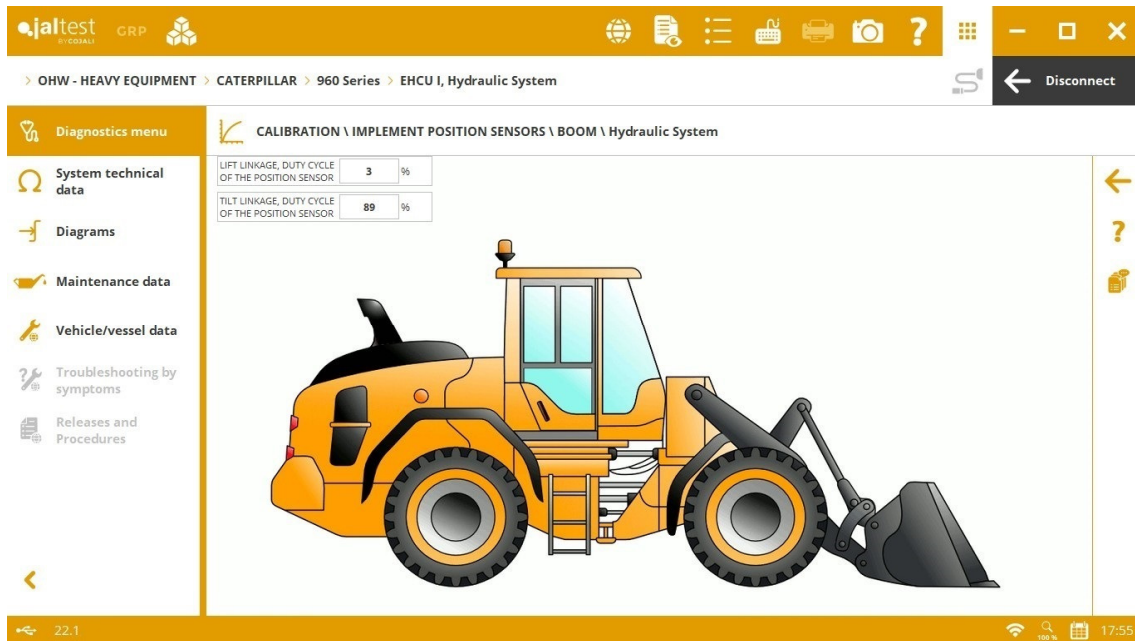 jaltest GRP
BY COJALI
> OHW - HEAVY EQUIPMENT > CATERPILLAR > 960 Series > EHCU I, Hydraulic System
Disconnect
Diagnostics menu
CALIBRATION \ IMPLEMENT POSITION SENSORS \ BOOM \ Hydraulic System
LIFT LINKAGE, DUTY CYCLE
OF THE POSITION SENSOR 3 %
TILT LINKAGE, DUTY CYCLE
OF THE POSITION SENSOR 89 %
System technical
data
Diagrams
Maintenance data
Vehicle/vessel data
Troubleshooting by
symptoms
Releases and
Procedures
22.1
100 %
17:55